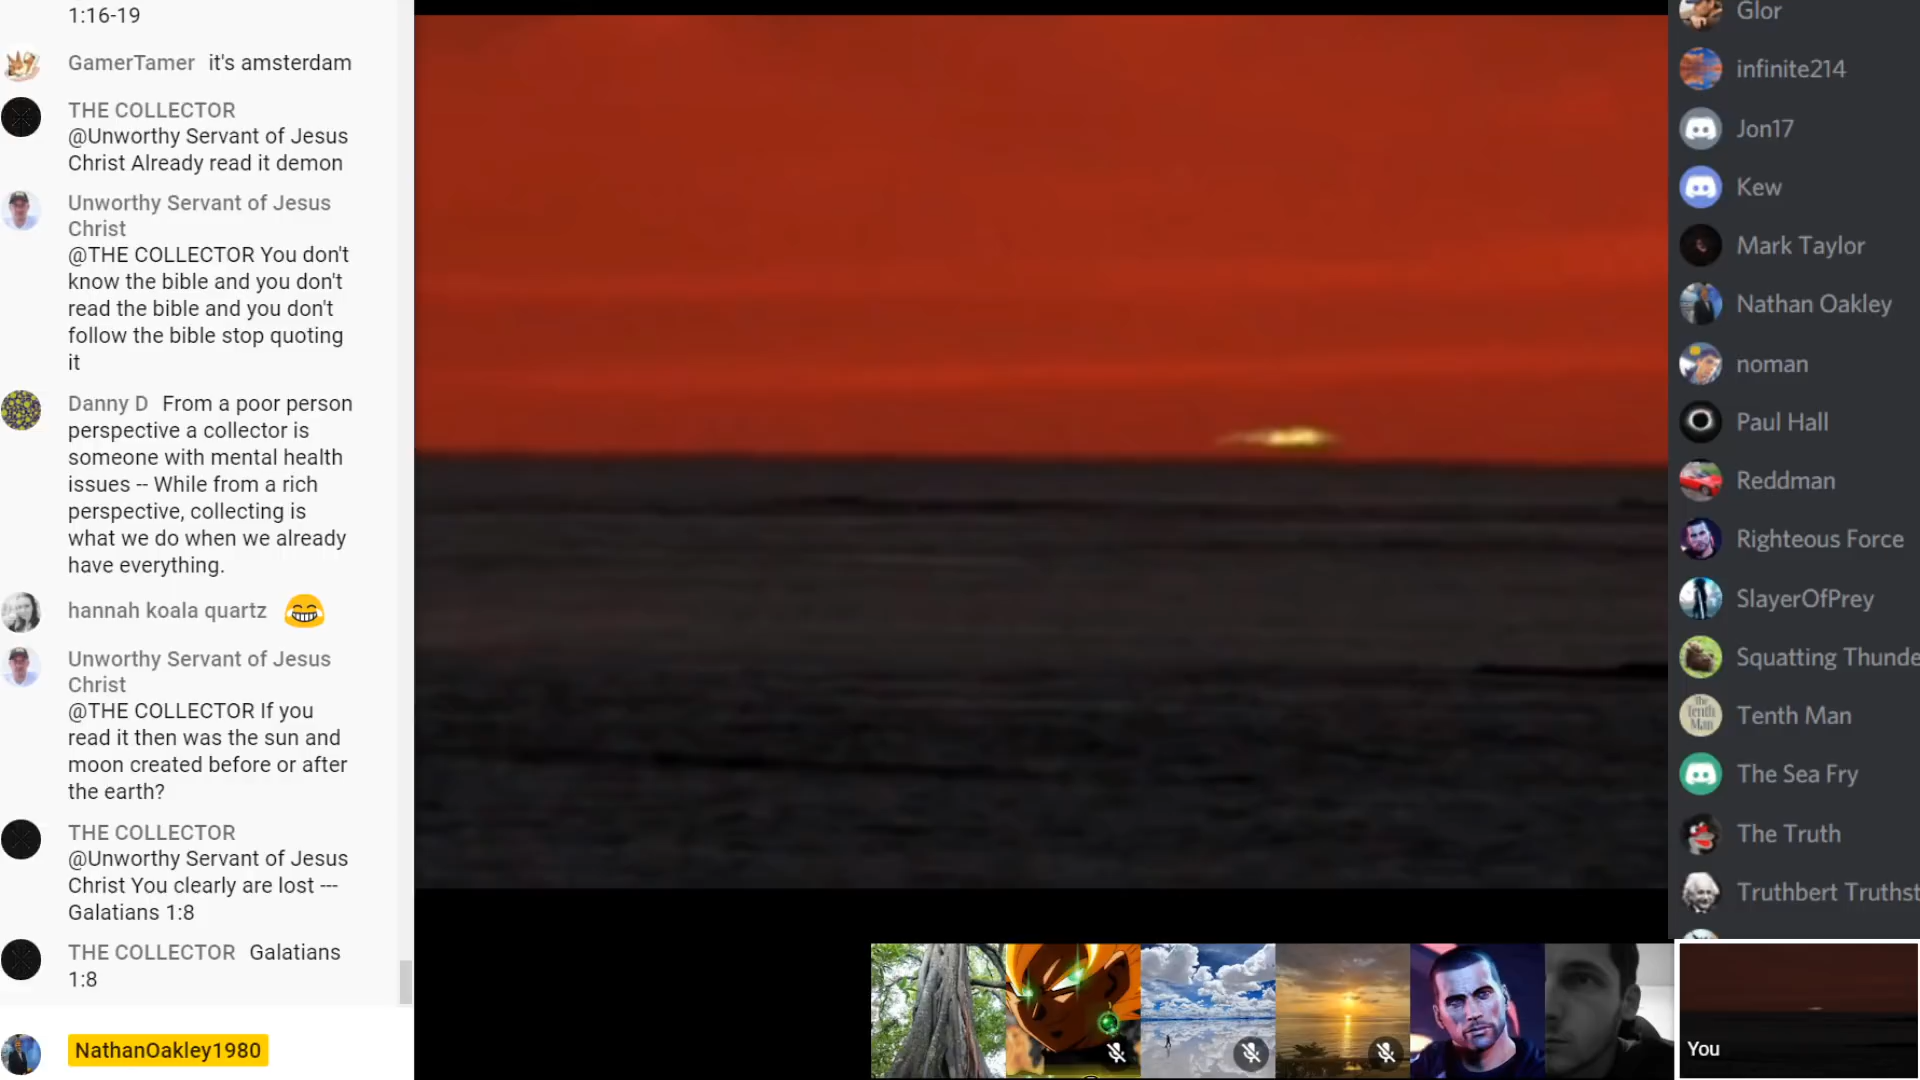 1:16-19
GamerTamer it's amsterdam
THE COLLECTOR
@Unworthy Servant of Jesus
Christ Already read it demon
Unworthy Servant of Jesus
Christ
@THE COLLECTOR You don't
know the bible and you don't
read the bible and you don't
follow the bible stop quoting
it
Danny D From a poor person
perspective a collector is
someone with mental health
issues -- While from a rich
perspective, collecting is
what we do when we already
have everything.
hannah koala quartz
Unworthy Servant of Jesus
Christ
@THE COLLECTOR If you
read it then was the sun and
moon created before or after
the earth?
THE COLLECTOR
@Unworthy Servant of Jesus
Christ You clearly are lost ---
Galatians 1:8
THE COLLECTOR Galatians
1:8
NathanOakley1980
You
Glor
infinite214
Jon17
Kew
Mark Taylor
Nathan Oakley
noman
Paul Hall
Reddman
Righteous Force
SlayerOfPrey
Squatting Thunde
the Tenth Man
Tenth Man
The Sea Fry
The Truth
Truthbert Truthst